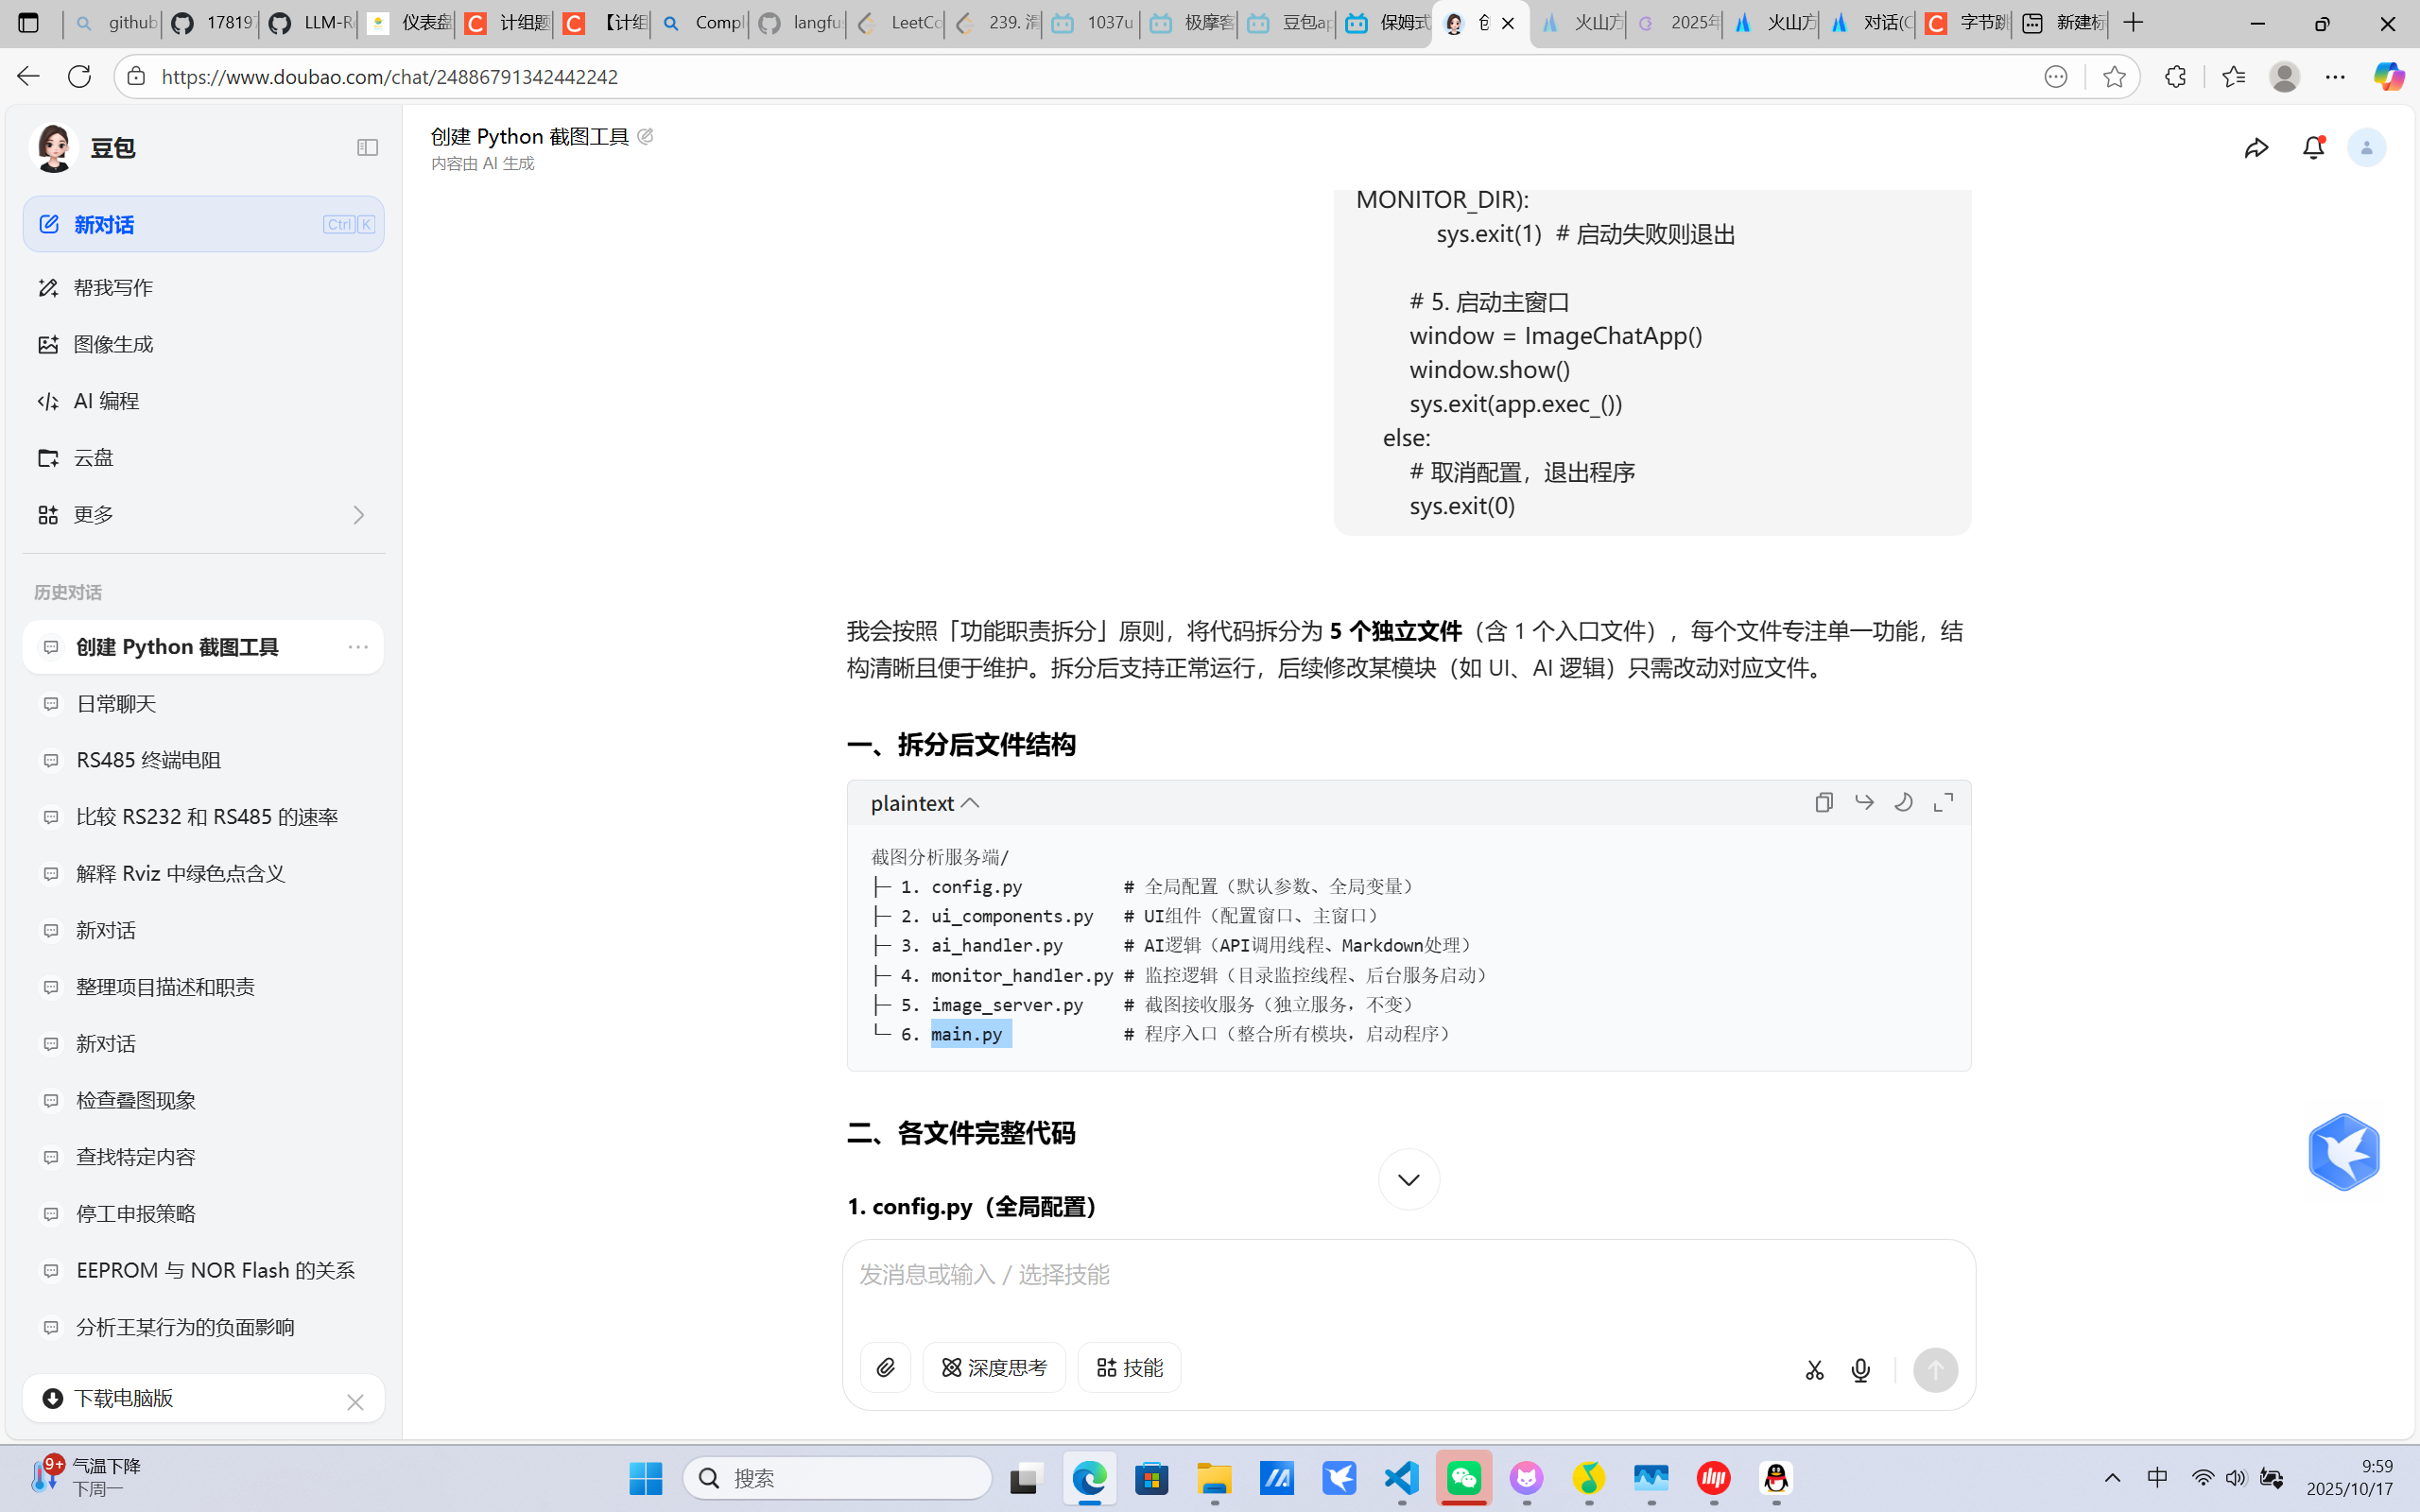 github
17819
LLM-R
仪表盘
计组题
【计组
Compl
langfu
LeetCo
239. 滑
1037u
极摩客
豆包ap
保姆式
火山方
2025年
火山方
对话(C
字节跳
新建标
https://www.doubao.com/chat/24886791342442242
豆包
新对话
Ctrl K
帮我写作
图像生成
AI 编程
云盘
更多
历史对话
创建 Python 截图工具
日常聊天
RS485 终端电阻
比较 RS232 和 RS485 的速率
解释 Rviz 中绿色点含义
新对话
整理项目描述和职责
新对话
检查叠图现象
查找特定内容
停工申报策略
EEPROM 与 NOR Flash 的关系
分析王某行为的负面影响
下载电脑版
创建 Python 截图工具
内容由 AI 生成
MONITOR_DIR):
sys.exit(1)  # 启动失败则退出
# 5. 启动主窗口
window = ImageChatApp()
window.show()
sys.exit(app.exec_())
else:
# 取消配置，退出程序
sys.exit(0)
我会按照「功能职责拆分」原则，将代码拆分为 5 个独立文件（含 1 个入口文件），每个文件专注单一功能，结
构清晰且便于维护。拆分后支持正常运行，后续修改某模块（如 UI、AI 逻辑）只需改动对应文件。
一、拆分后文件结构
plaintext
截图分析服务端/
├─ 1. config.py          # 全局配置（默认参数、全局变量）
├─ 2. ui_components.py   # UI组件（配置窗口、主窗口）
├─ 3. ai_handler.py      # AI逻辑（API调用线程、Markdown处理）
├─ 4. monitor_handler.py # 监控逻辑（目录监控线程、后台服务启动）
├─ 5. image_server.py    # 截图接收服务（独立服务，不变）
└─ 6. main.py            # 程序入口（整合所有模块，启动程序）
二、各文件完整代码
1. config.py（全局配置）
发消息或输入 / 选择技能
深度思考
技能
9+
气温下降
下周一
搜索
中
9:59
2025/10/17